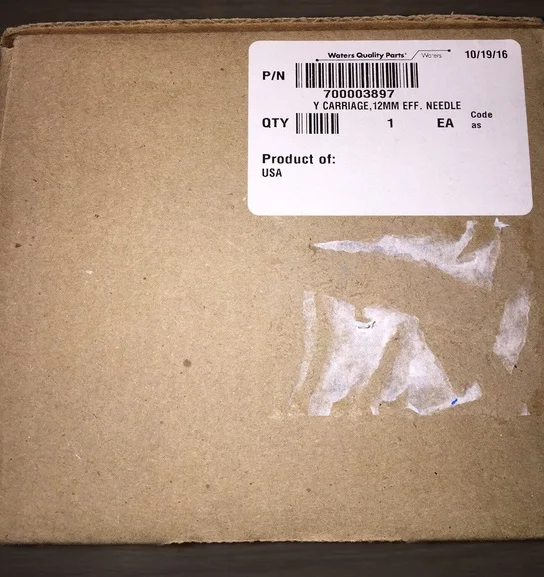 Waters Quality Parts™ Waters 10/19/16
P/N
700003897
Y CARRIAGE,12MM EFF. NEEDLE
QTY 1 EA Code
as
Product of:
USA